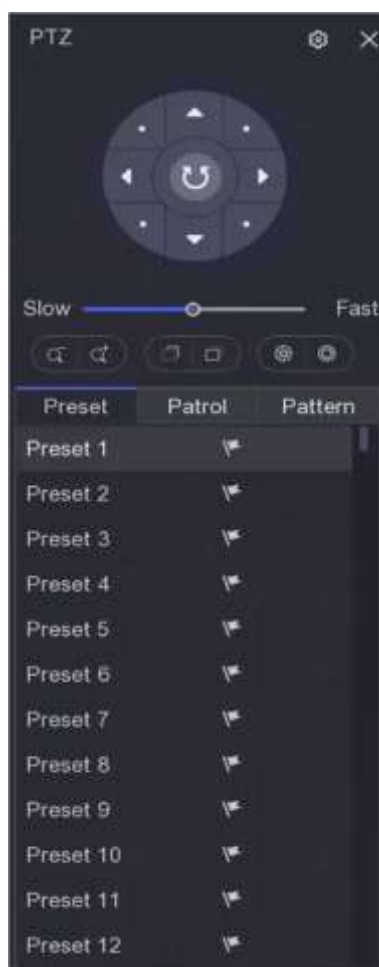 PTZ
Slow Fast
Preset Patrol Pattern
Preset 1
Preset 2
Preset 3
Preset 4
Preset 5
Preset 6
Preset 7
Preset 8
Preset 9
Preset 10
Preset 11
Preset 12